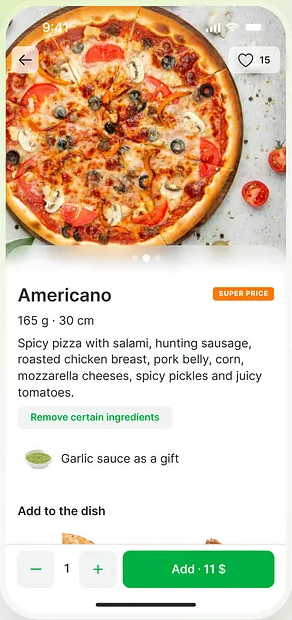 9:41
15
Americano
SUPER PRICE
165 g · 30 cm
Spicy pizza with salami, hunting sausage,
roasted chicken breast, pork belly, corn,
mozzarella cheeses, spicy pickles and juicy
tomatoes.
Remove certain ingredients
Garlic sauce as a gift
Add to the dish
1
Add · 11 $